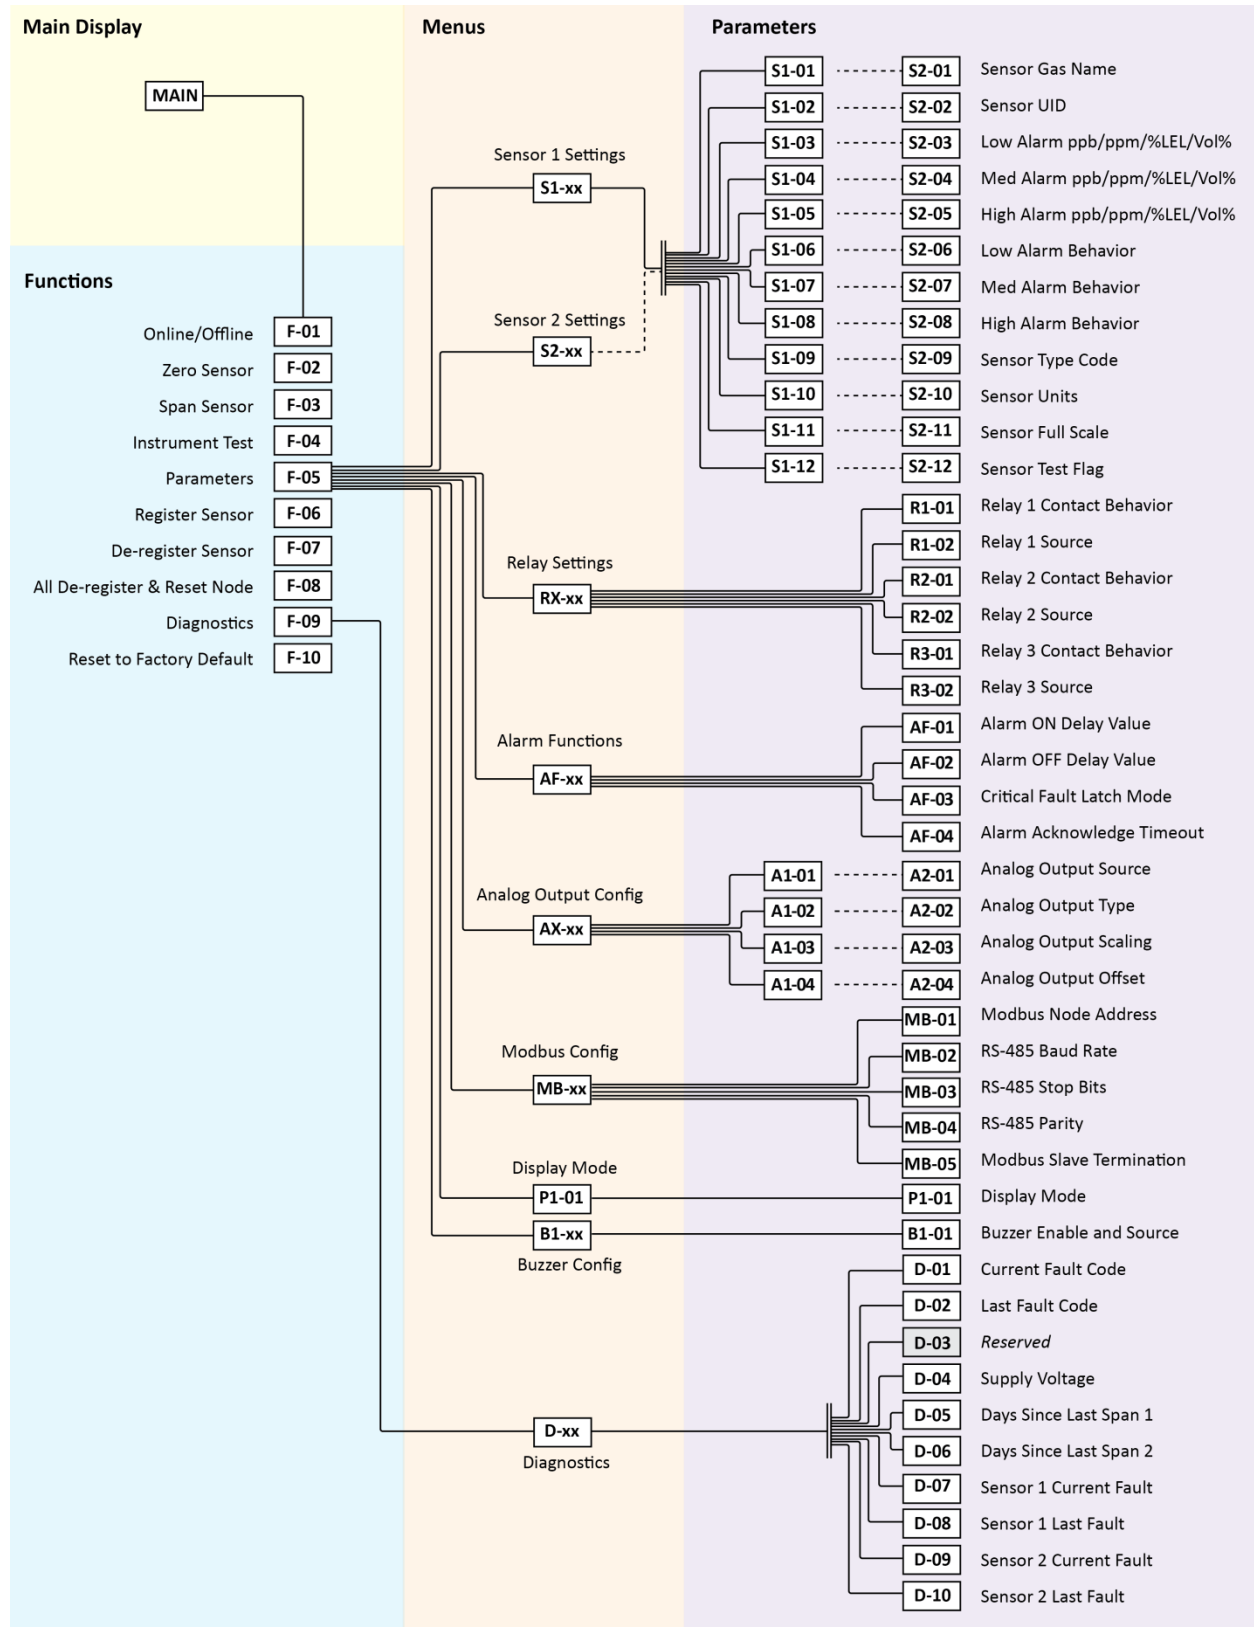 Main Display
Menus
Parameters
MAIN
Functions
Online/Offline F-01
Zero Sensor F-02
Span Sensor F-03
Instrument Test F-04
Parameters F-05
Register Sensor F-06
De-register Sensor F-07
All De-register & Reset Node F-08
Diagnostics F-09
Reset to Factory Default F-10
Sensor 1 Settings
S1-xx
Sensor 2 Settings
S2-xx
Relay Settings
RX-xx
Alarm Functions
AF-xx
Analog Output Config
AX-xx
Modbus Config
MB-xx
Display Mode
P1-01
B1-xx
Buzzer Config
D-xx
Diagnostics
S1-01 S2-01 Sensor Gas Name
S1-02 S2-02 Sensor UID
S1-03 S2-03 Low Alarm ppb/ppm/%LEL/Vol%
S1-04 S2-04 Med Alarm ppb/ppm/%LEL/Vol%
S1-05 S2-05 High Alarm ppb/ppm/%LEL/Vol%
S1-06 S2-06 Low Alarm Behavior
S1-07 S2-07 Med Alarm Behavior
S1-08 S2-08 High Alarm Behavior
S1-09 S2-09 Sensor Type Code
S1-10 S2-10 Sensor Units
S1-11 S2-11 Sensor Full Scale
S1-12 S2-12 Sensor Test Flag
R1-01 Relay 1 Contact Behavior
R1-02 Relay 1 Source
R2-01 Relay 2 Contact Behavior
R2-02 Relay 2 Source
R3-01 Relay 3 Contact Behavior
R3-02 Relay 3 Source
AF-01 Alarm ON Delay Value
AF-02 Alarm OFF Delay Value
AF-03 Critical Fault Latch Mode
AF-04 Alarm Acknowledge Timeout
A1-01 A2-01 Analog Output Source
A1-02 A2-02 Analog Output Type
A1-03 A2-03 Analog Output Scaling
A1-04 A2-04 Analog Output Offset
MB-01 Modbus Node Address
MB-02 RS-485 Baud Rate
MB-03 RS-485 Stop Bits
MB-04 RS-485 Parity
MB-05 Modbus Slave Termination
P1-01 Display Mode
B1-01 Buzzer Enable and Source
D-01 Current Fault Code
D-02 Last Fault Code
D-03 Reserved
D-04 Supply Voltage
D-05 Days Since Last Span 1
D-06 Days Since Last Span 2
D-07 Sensor 1 Current Fault
D-08 Sensor 1 Last Fault
D-09 Sensor 2 Current Fault
D-10 Sensor 2 Last Fault